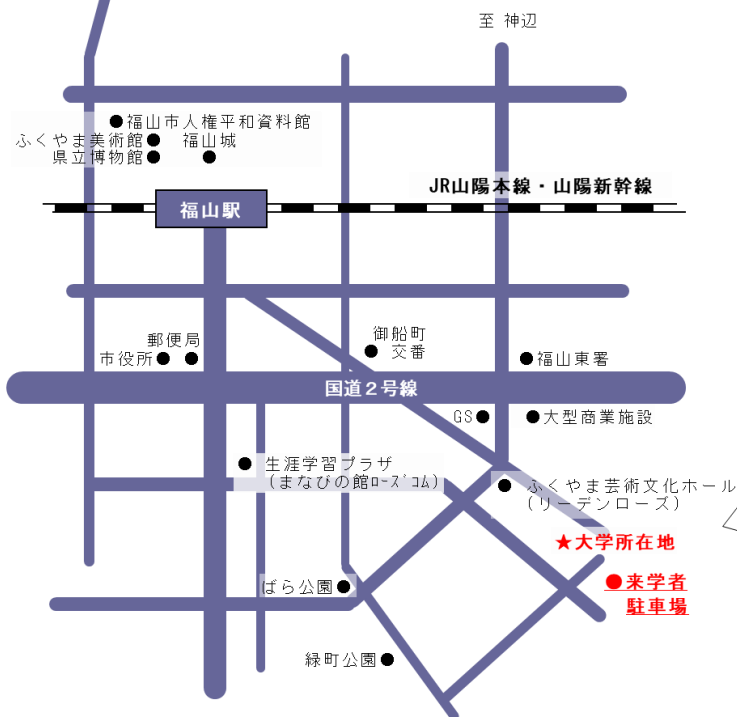 至 神辺
福山市人権平和資料館
ふくやま美術館
福山城
県立博物館
JR山陽本線・山陽新幹線
福山駅
郵便局
市役所
御船町
交番
福山東署
国道２号線
GS
大型商業施設
生涯学習プラザ
(まなびの館ﾛｰｽﾞｺﾑ)
ふくやま芸術文化ホール
(リーデンローズ)
★大学所在地
ばら公園
来学者
駐車場
緑町公園